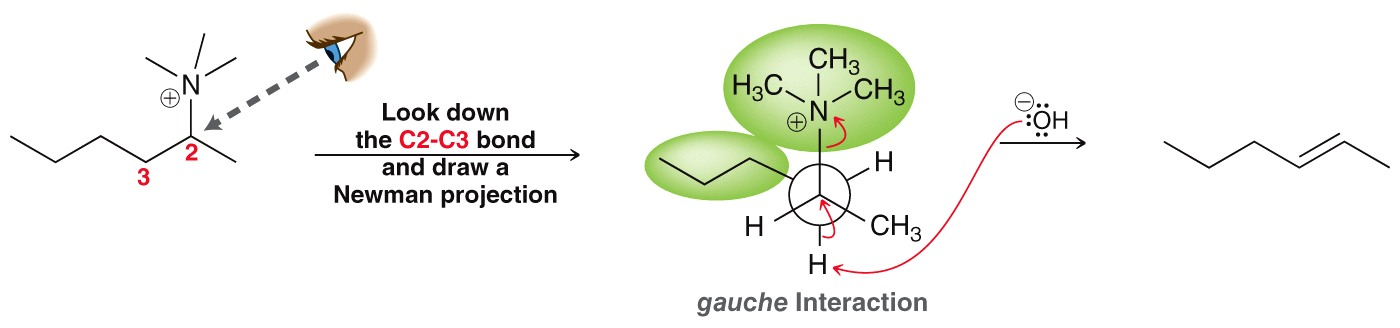 N
⊕
2
3
Look down
the C2-C3 bond
and draw a
Newman projection
CH₃
H₃C
CH₃
N
⊕
H
H
CH₃
H
gauche Interaction
⊖
:OH